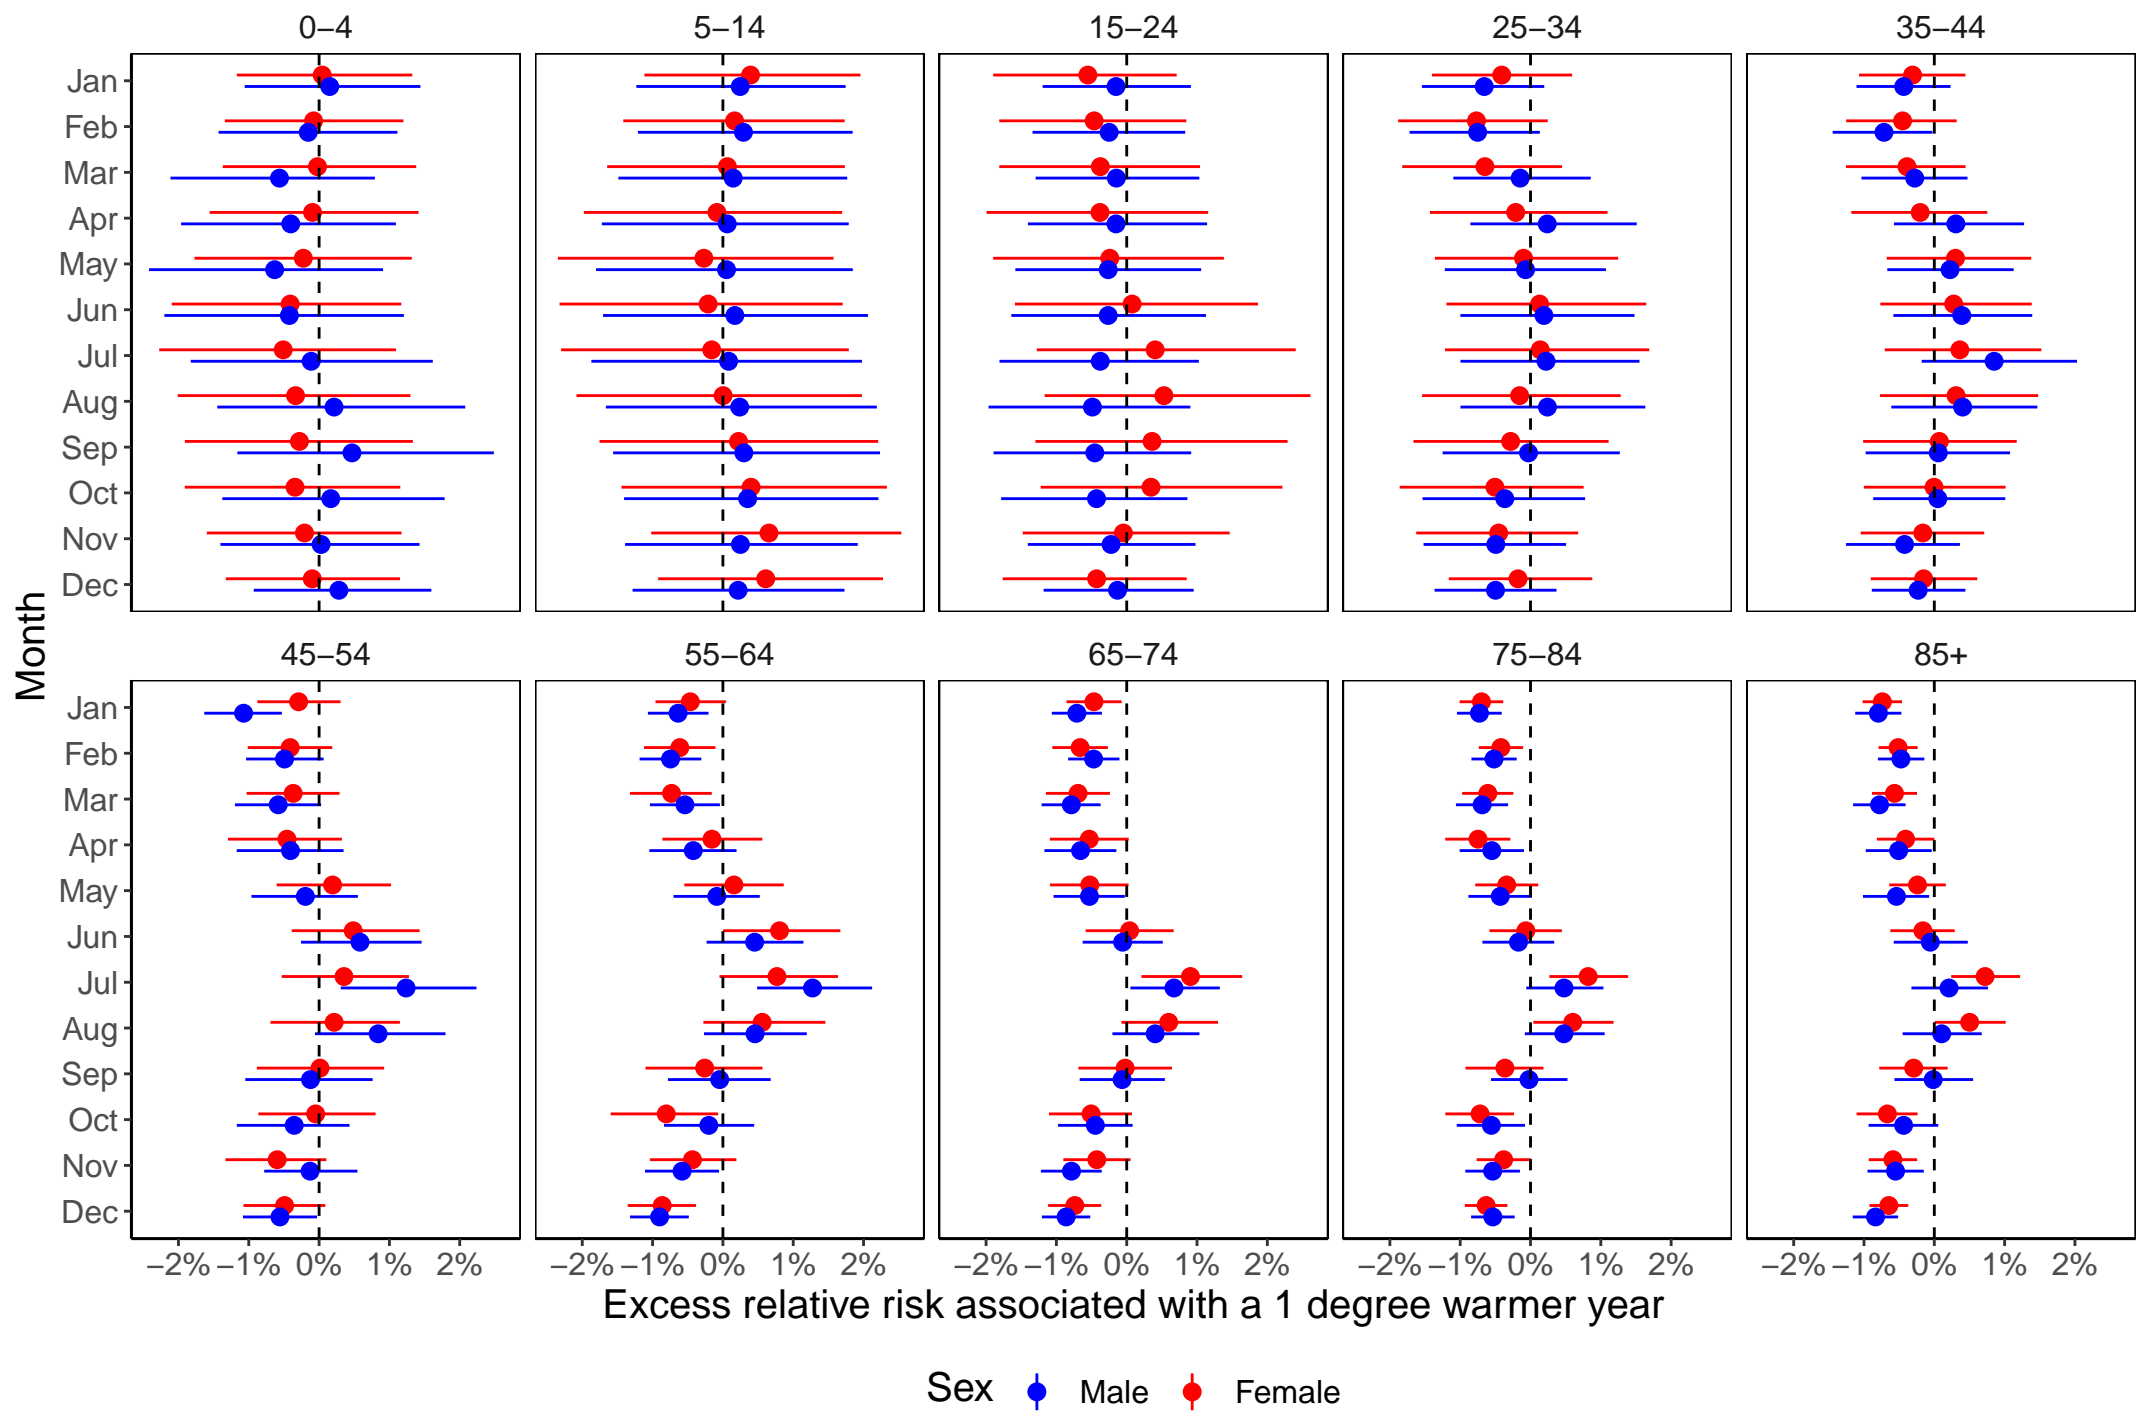 0–4 5–14 15–24 25–34 35–44
Jan
Feb
Mar
Apr
May
Jun
Jul
Aug
Sep
Oct
Nov
Dec
Month
45–54 55–64 65–74 75–84 85+
Jan
Feb
Mar
Apr
May
Jun
Jul
Aug
Sep
Oct
Nov
Dec
−2% −1% 0% 1% 2% −2% −1% 0% 1% 2% −2% −1% 0% 1% 2% −2% −1% 0% 1% 2% −2% −1% 0% 1% 2%
Excess relative risk associated with a 1 degree warmer year
Sex Male Female